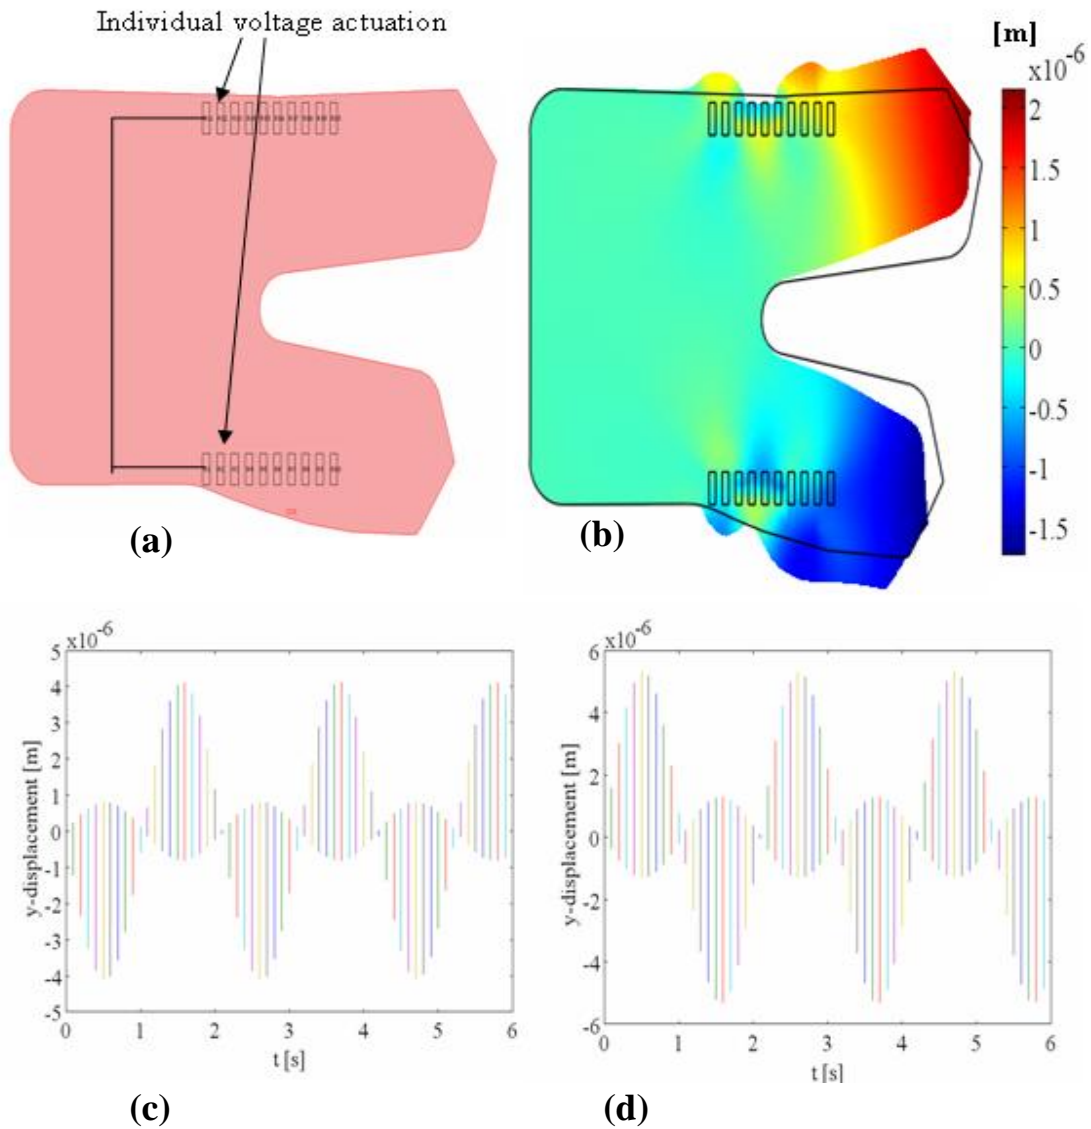 Individual voltage actuation
(a)
[m]
x10-6
2
1.5
1
0.5
0
-0.5
-1
-1.5
(b)
x10-6
5
4
3
2
1
0
-1
-2
-3
-4
-5
y-displacement [m]
0 1 2 3 4 5 6
t [s]
(c)
x10-6
6
4
2
0
-2
-4
-6
y-displacement [m]
0 1 2 3 4 5 6
t [s]
(d)